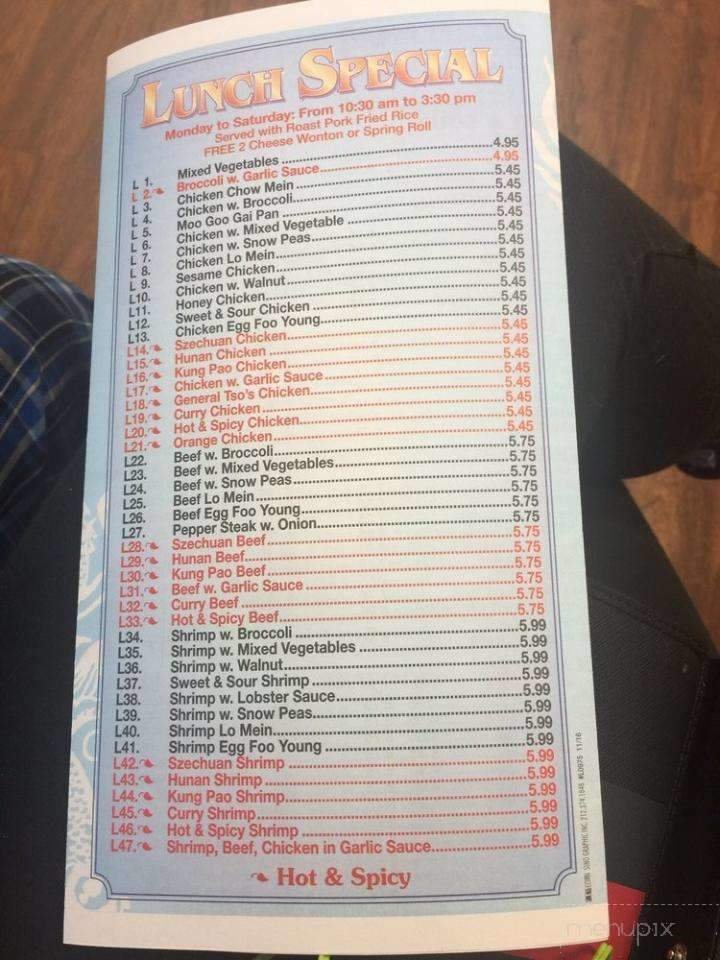 LUNCH SPECIAL
Monday to Saturday: From 10:30 am to 3:30 pm
Served with Roast Pork Fried Rice
FREE 2 Cheese Wonton or Spring Roll
L 1. Mixed Vegetables 4.95
L 2. Broccoli w. Garlic Sauce 4.95
L 3. Chicken Chow Mein 5.45
L 4. Chicken w. Broccoli 5.45
L 5. Moo Goo Gai Pan 5.45
L 6. Chicken w. Mixed Vegetable 5.45
L 7. Chicken w. Snow Peas 5.45
L 8. Chicken Lo Mein 5.45
L 9. Sesame Chicken 5.45
L10. Chicken w. Walnut 5.45
L11. Honey Chicken 5.45
L12. Sweet & Sour Chicken 5.45
L13. Chicken Egg Foo Young 5.45
L14. Szechuan Chicken 5.45
L15. Hunan Chicken 5.45
L16. Kung Pao Chicken 5.45
L17. Chicken w. Garlic Sauce 5.45
L18. General Tso's Chicken 5.45
L19. Curry Chicken 5.45
L20. Hot & Spicy Chicken 5.45
L21. Orange Chicken 5.45
L22. Beef w. Broccoli 5.75
L23. Beef w. Mixed Vegetables 5.75
L24. Beef w. Snow Peas 5.75
L25. Beef Lo Mein 5.75
L26. Beef Egg Foo Young 5.75
L27. Pepper Steak w. Onion 5.75
L28. Szechuan Beef 5.75
L29. Hunan Beef 5.75
L30. Kung Pao Beef 5.75
L31. Beef w. Garlic Sauce 5.75
L32. Curry Beef 5.75
L33. Hot & Spicy Beef 5.75
L34. Shrimp w. Broccoli 5.99
L35. Shrimp w. Mixed Vegetables 5.99
L36. Shrimp w. Walnut 5.99
L37. Sweet & Sour Shrimp 5.99
L38. Shrimp w. Lobster Sauce 5.99
L39. Shrimp w. Snow Peas 5.99
L40. Shrimp Lo Mein 5.99
L41. Shrimp Egg Foo Young 5.99
L42. Szechuan Shrimp 5.99
L43. Hunan Shrimp 5.99
L44. Kung Pao Shrimp 5.99
L45. Curry Shrimp 5.99
L46. Hot & Spicy Shrimp 5.99
L47. Shrimp, Beef, Chicken in Garlic Sauce 5.99
Hot & Spicy
SINO GRAPHIC INC. 212.374.1848 #L0975 11/16
menupix